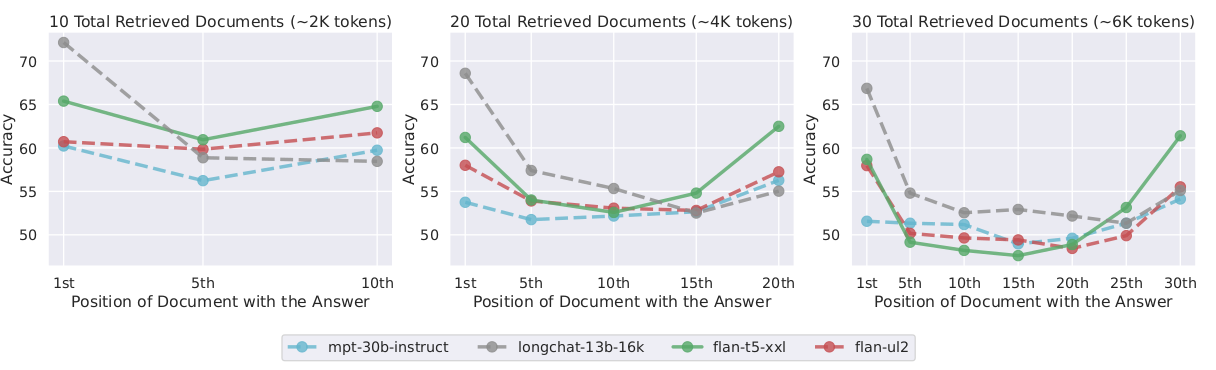 10 Total Retrieved Documents (~2K tokens)
70
65
60
55
50
Accuracy
1st
5th
10th
Position of Document with the Answer
20 Total Retrieved Documents (~4K tokens)
70
65
60
55
50
Accuracy
1st
5th
10th
15th
20th
Position of Document with the Answer
30 Total Retrieved Documents (~6K tokens)
70
65
60
55
50
Accuracy
1st
5th
10th
15th
20th
25th
30th
Position of Document with the Answer
mpt-30b-instruct
longchat-13b-16k
flan-t5-xxl
flan-ul2